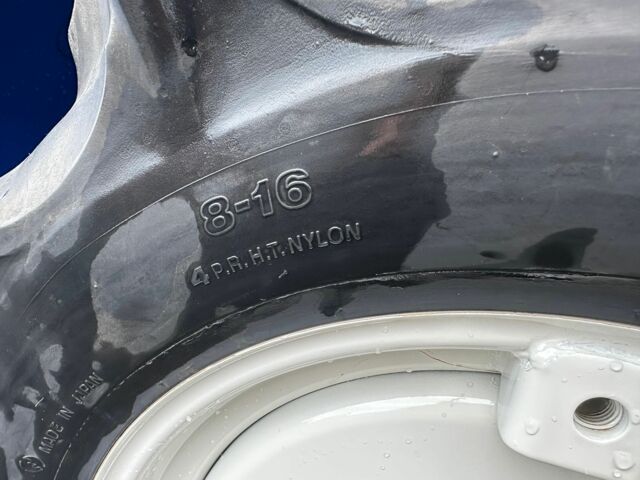 8-16
4 P.R. H.T. NYLON
MADE IN JAPAN